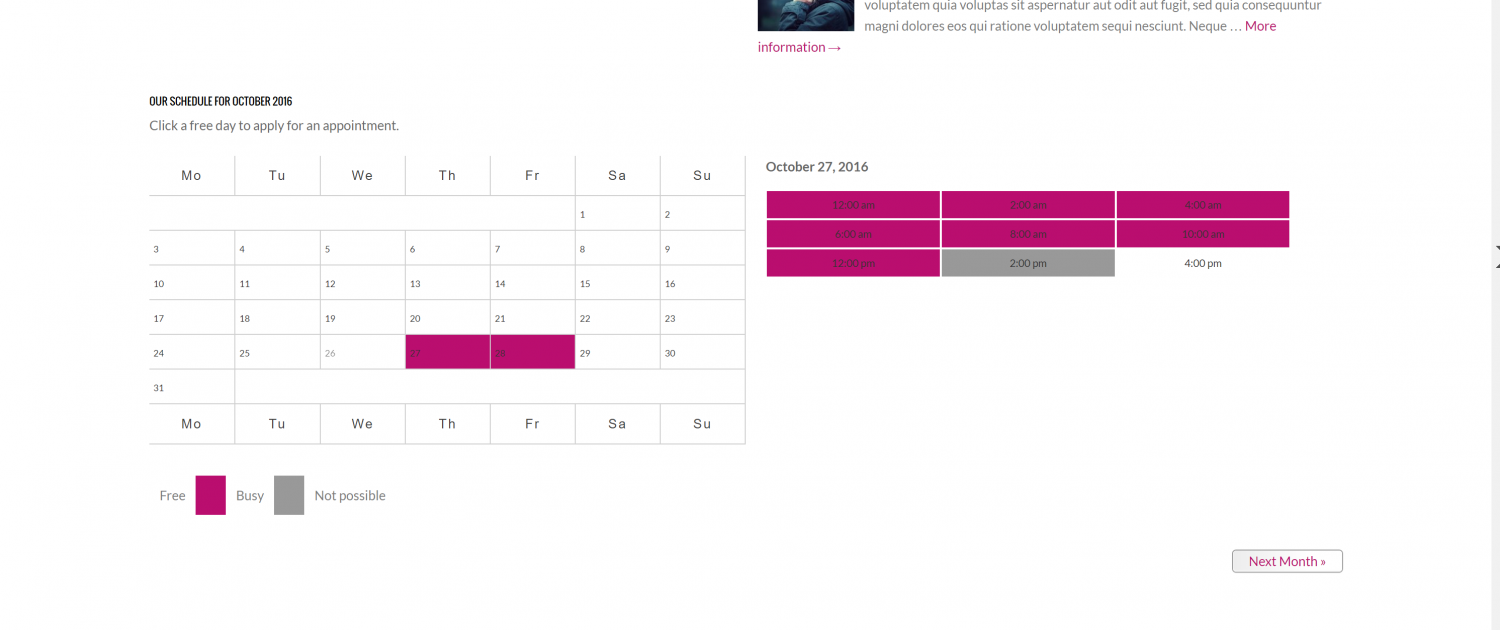 voluptatem quia voluptas sit aspernatur aut odit aut fugit, sed quia consequuntur
magni dolores eos qui ratione voluptatem sequi nesciunt. Neque … More
information →
OUR SCHEDULE FOR OCTOBER 2016
Click a free day to apply for an appointment.
Mo Tu We Th Fr Sa Su
1 2
3 4 5 6 7 8 9
10 11 12 13 14 15 16
17 18 19 20 21 22 23
24 25 26 27 28 29 30
31
Mo Tu We Th Fr Sa Su
October 27, 2016
12:00 am 2:00 am 4:00 am
6:00 am 8:00 am 10:00 am
12:00 pm 2:00 pm 4:00 pm
Free Busy Not possible
Next Month »